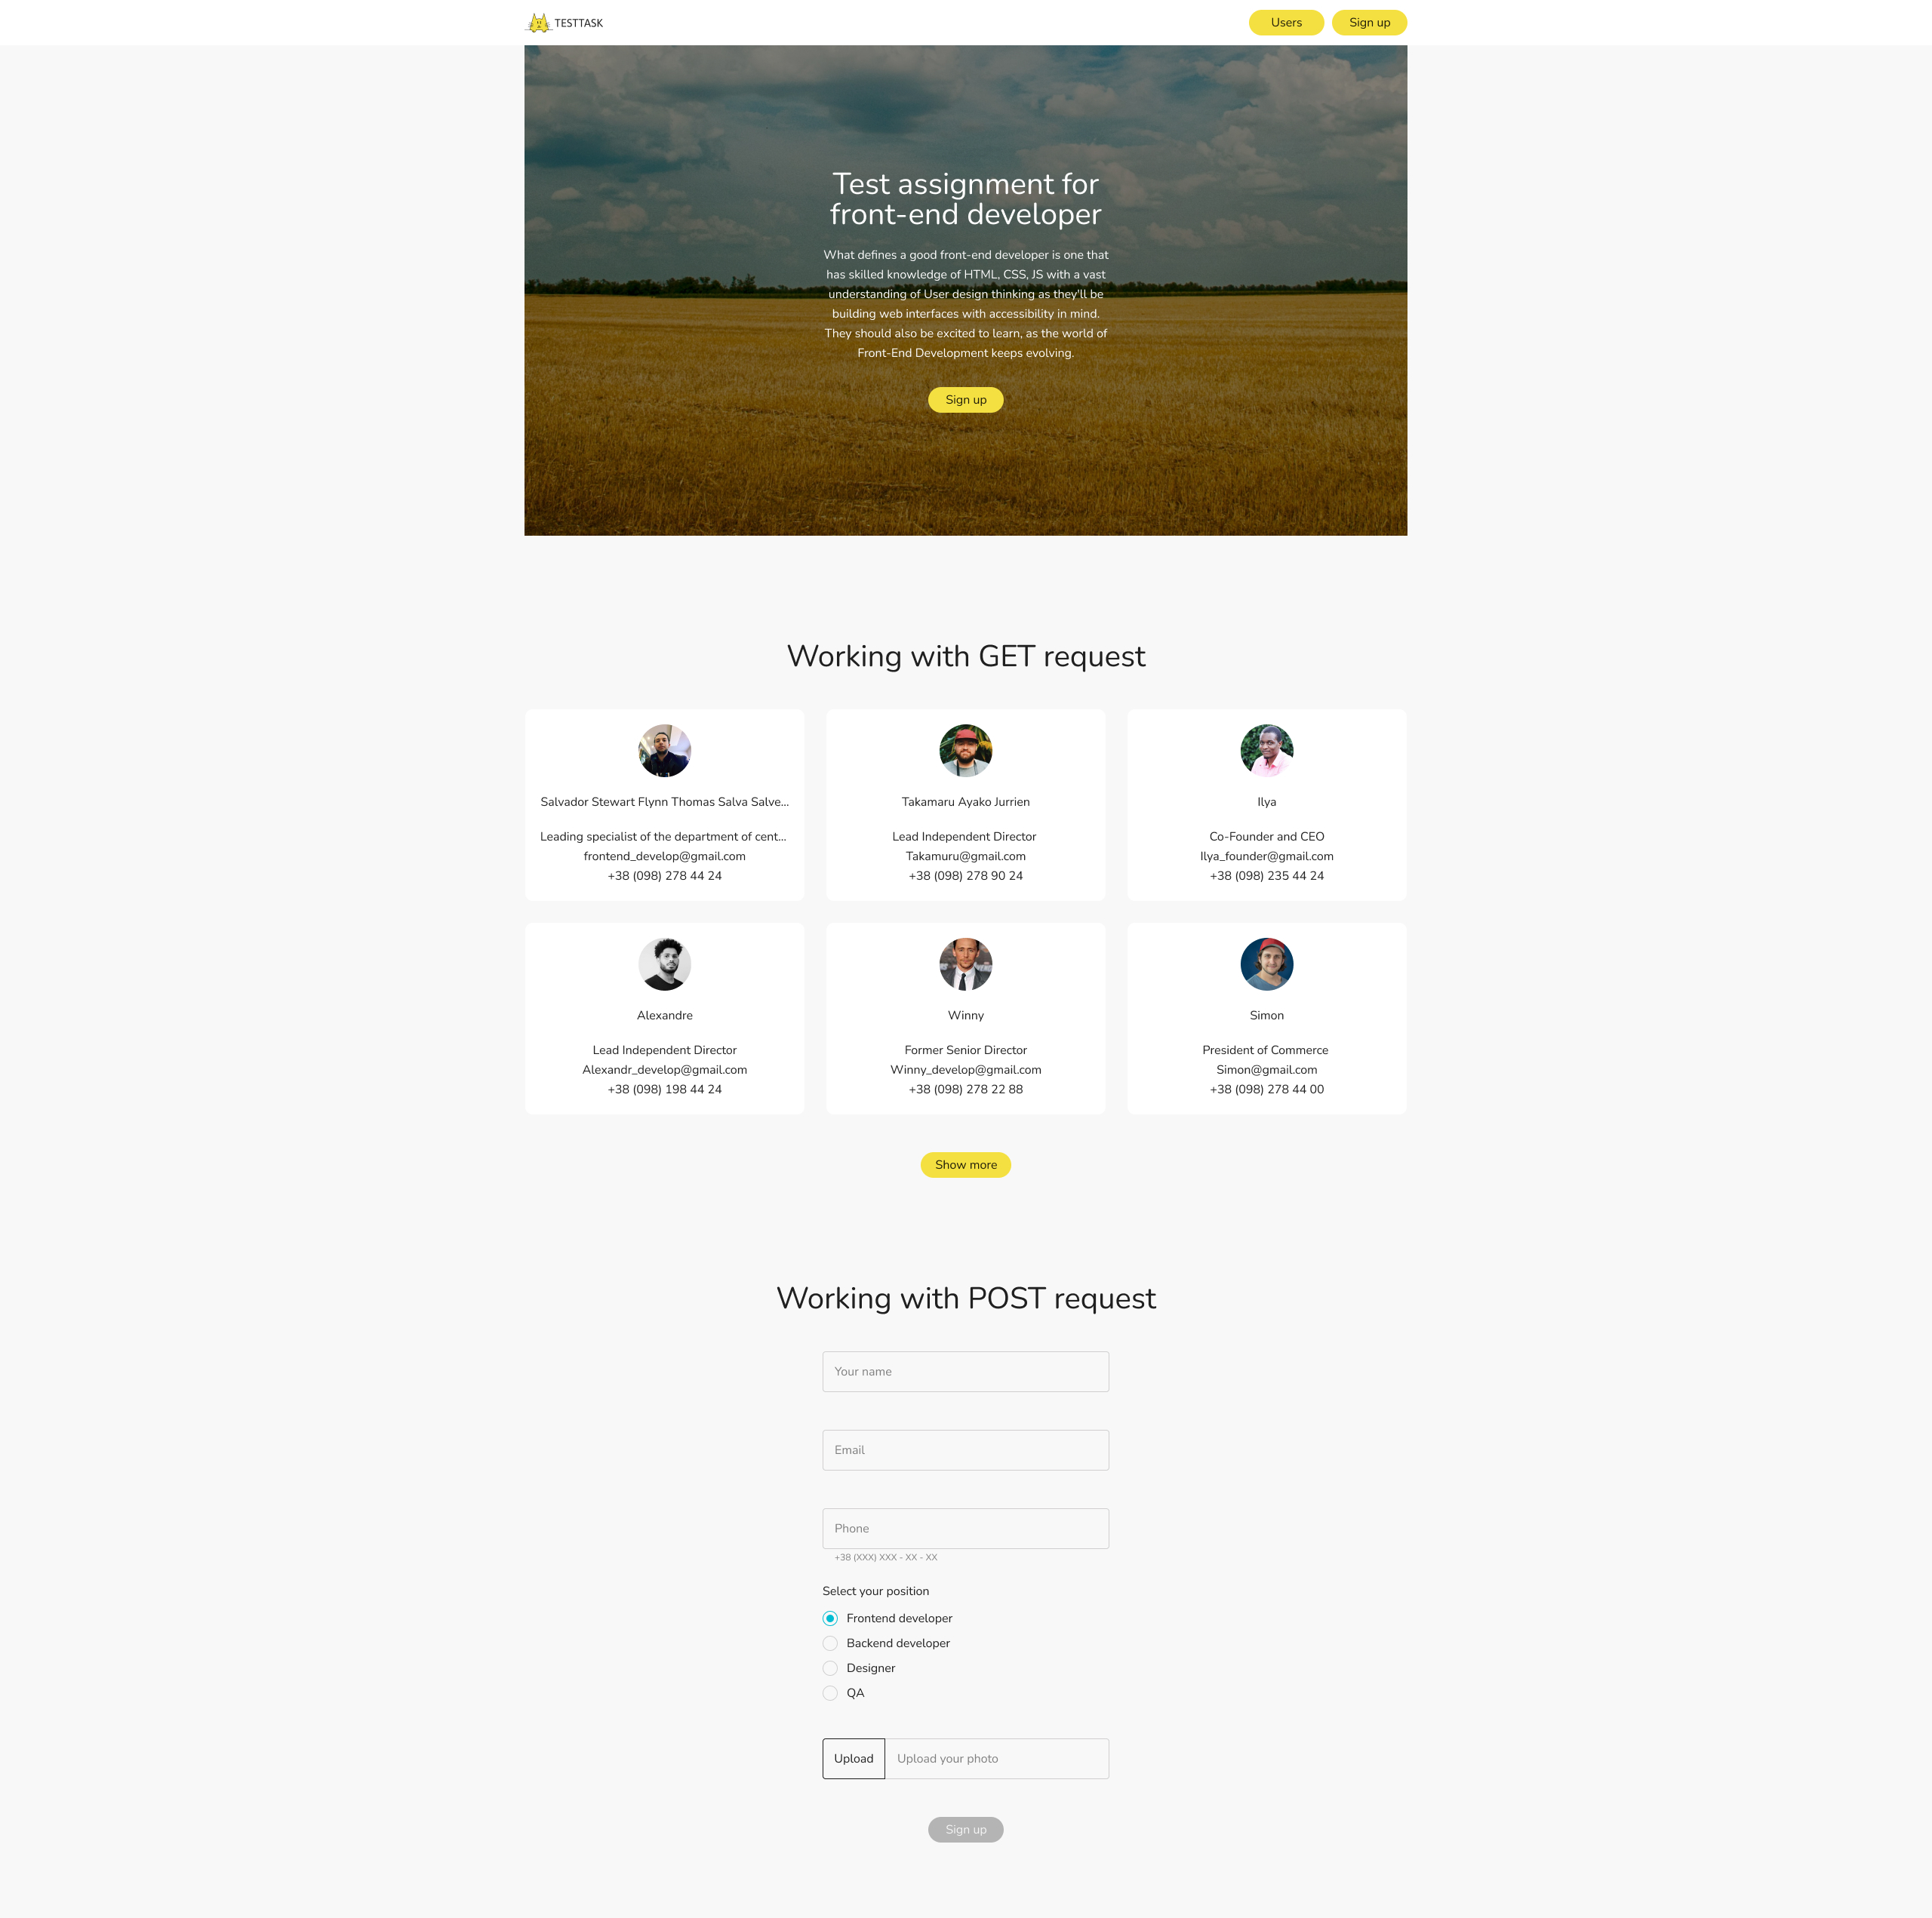 TESTTASK
Users
Sign up
Test assignment for
front-end developer
What defines a good front-end developer is one that
has skilled knowledge of HTML, CSS, JS with a vast
understanding of User design thinking as they'll be
building web interfaces with accessibility in mind.
They should also be excited to learn, as the world of
Front-End Development keeps evolving.
Sign up
Working with GET request
Salvador Stewart Flynn Thomas Salva Salve...
Leading specialist of the department of cent...
frontend_develop@gmail.com
+38 (098) 278 44 24
Takamaru Ayako Jurrien
Lead Independent Director
Takamuru@gmail.com
+38 (098) 278 90 24
Ilya
Co-Founder and CEO
Ilya_founder@gmail.com
+38 (098) 235 44 24
Alexandre
Lead Independent Director
Alexandr_develop@gmail.com
+38 (098) 198 44 24
Winny
Former Senior Director
Winny_develop@gmail.com
+38 (098) 278 22 88
Simon
President of Commerce
Simon@gmail.com
+38 (098) 278 44 00
Show more
Working with POST request
Your name
Email
Phone
+38 (XXX) XXX - XX - XX
Select your position
Frontend developer
Backend developer
Designer
QA
Upload
Upload your photo
Sign up